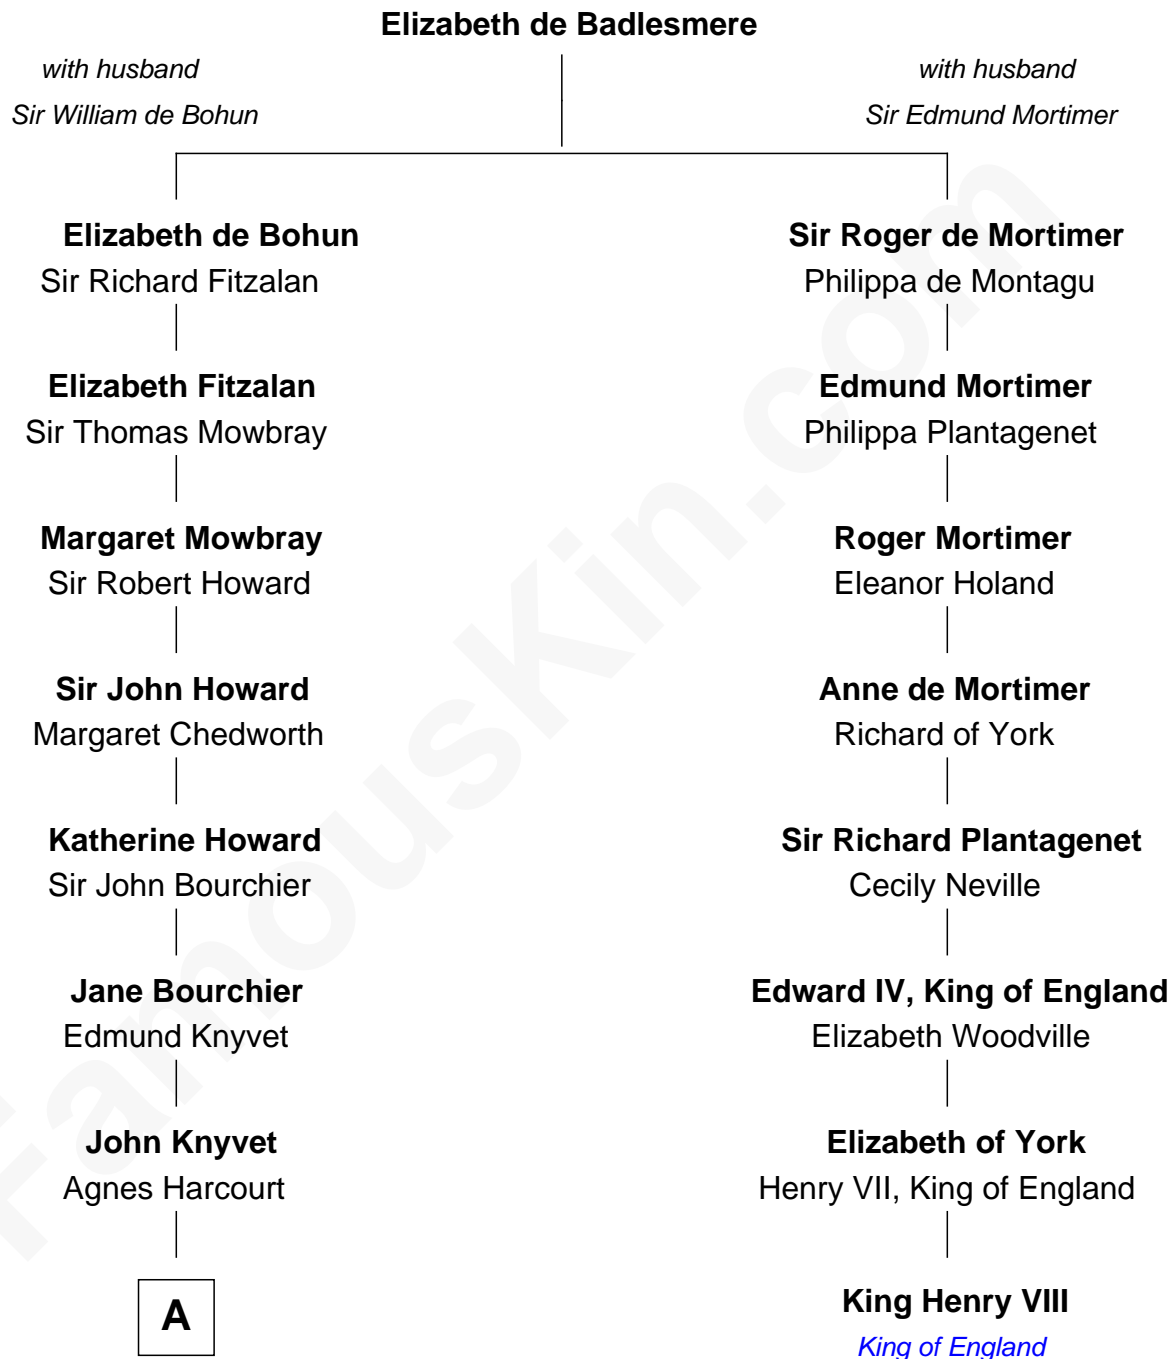 Elizabeth de Badlesmere
with husband
Sir William de Bohun
with husband
Sir Edmund Mortimer
Elizabeth de Bohun
Sir Richard Fitzalan
Elizabeth Fitzalan
Sir Thomas Mowbray
Margaret Mowbray
Sir Robert Howard
Sir John Howard
Margaret Chedworth
Katherine Howard
Sir John Bourchier
Jane Bourchier
Edmund Knyvet
John Knyvet
Agnes Harcourt
A
Sir Roger de Mortimer
Philippa de Montagu
Edmund Mortimer
Philippa Plantagenet
Roger Mortimer
Eleanor Holand
Anne de Mortimer
Richard of York
Sir Richard Plantagenet
Cecily Neville
Edward IV, King of England
Elizabeth Woodville
Elizabeth of York
Henry VII, King of England
King Henry VIII
King of England
FamousKin.com